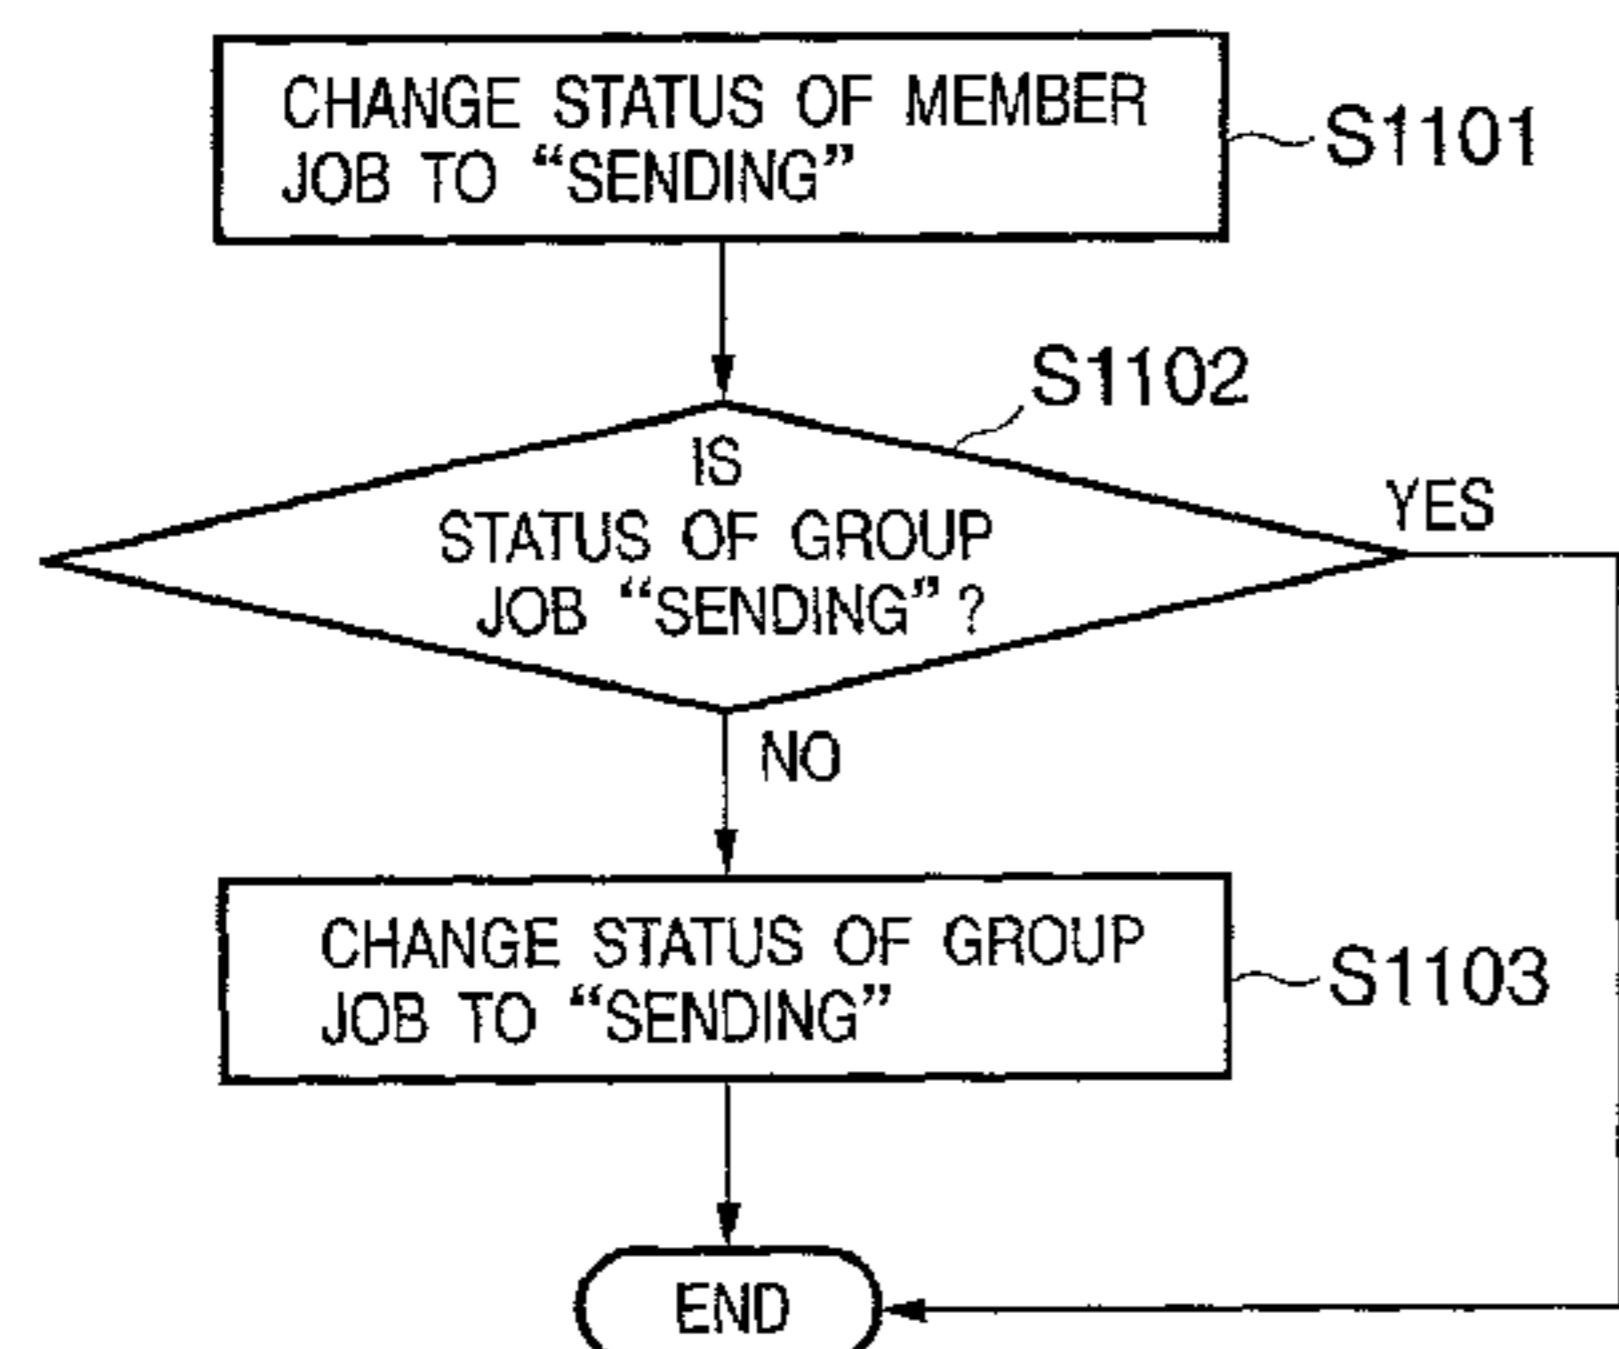 CHANGE STATUS OF MEMBER
JOB TO “SENDING”
S1101
S1102
IS
STATUS OF GROUP
JOB “SENDING”?
YES
NO
CHANGE STATUS OF GROUP
JOB TO “SENDING”
S1103
END